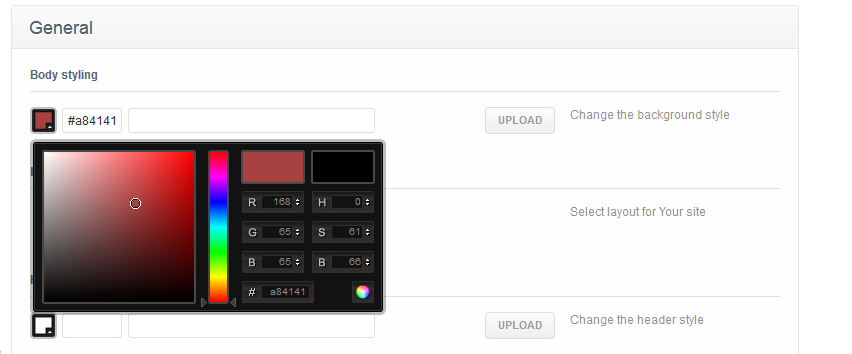 General
Body styling
#a84141
UPLOAD
Change the background style
R 168 H 0
G 65 S 61
B 65 B 66
# a84141
Select layout for Your site
UPLOAD
Change the header style